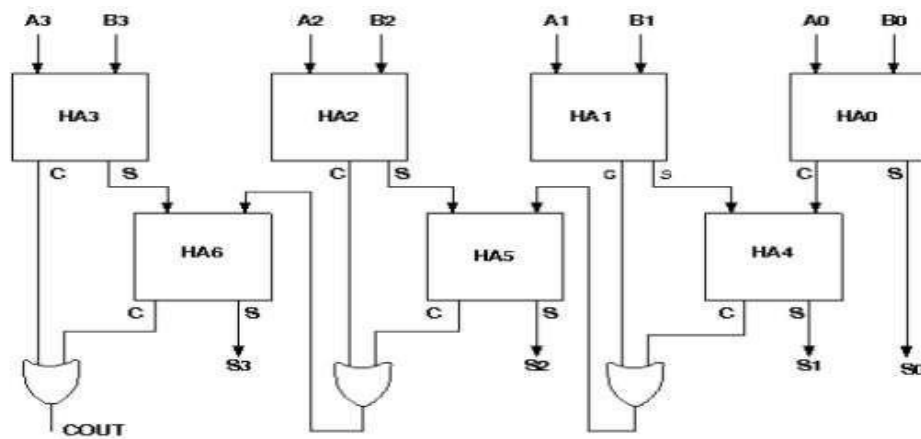 A3 B3 A2 B2 A1 B1 A0 B0
HA3 HA2 HA1 HA0
C S C S C S C S
HA6 HA5 HA4
C S C S C S
S3 S2 S1 S0
COUT